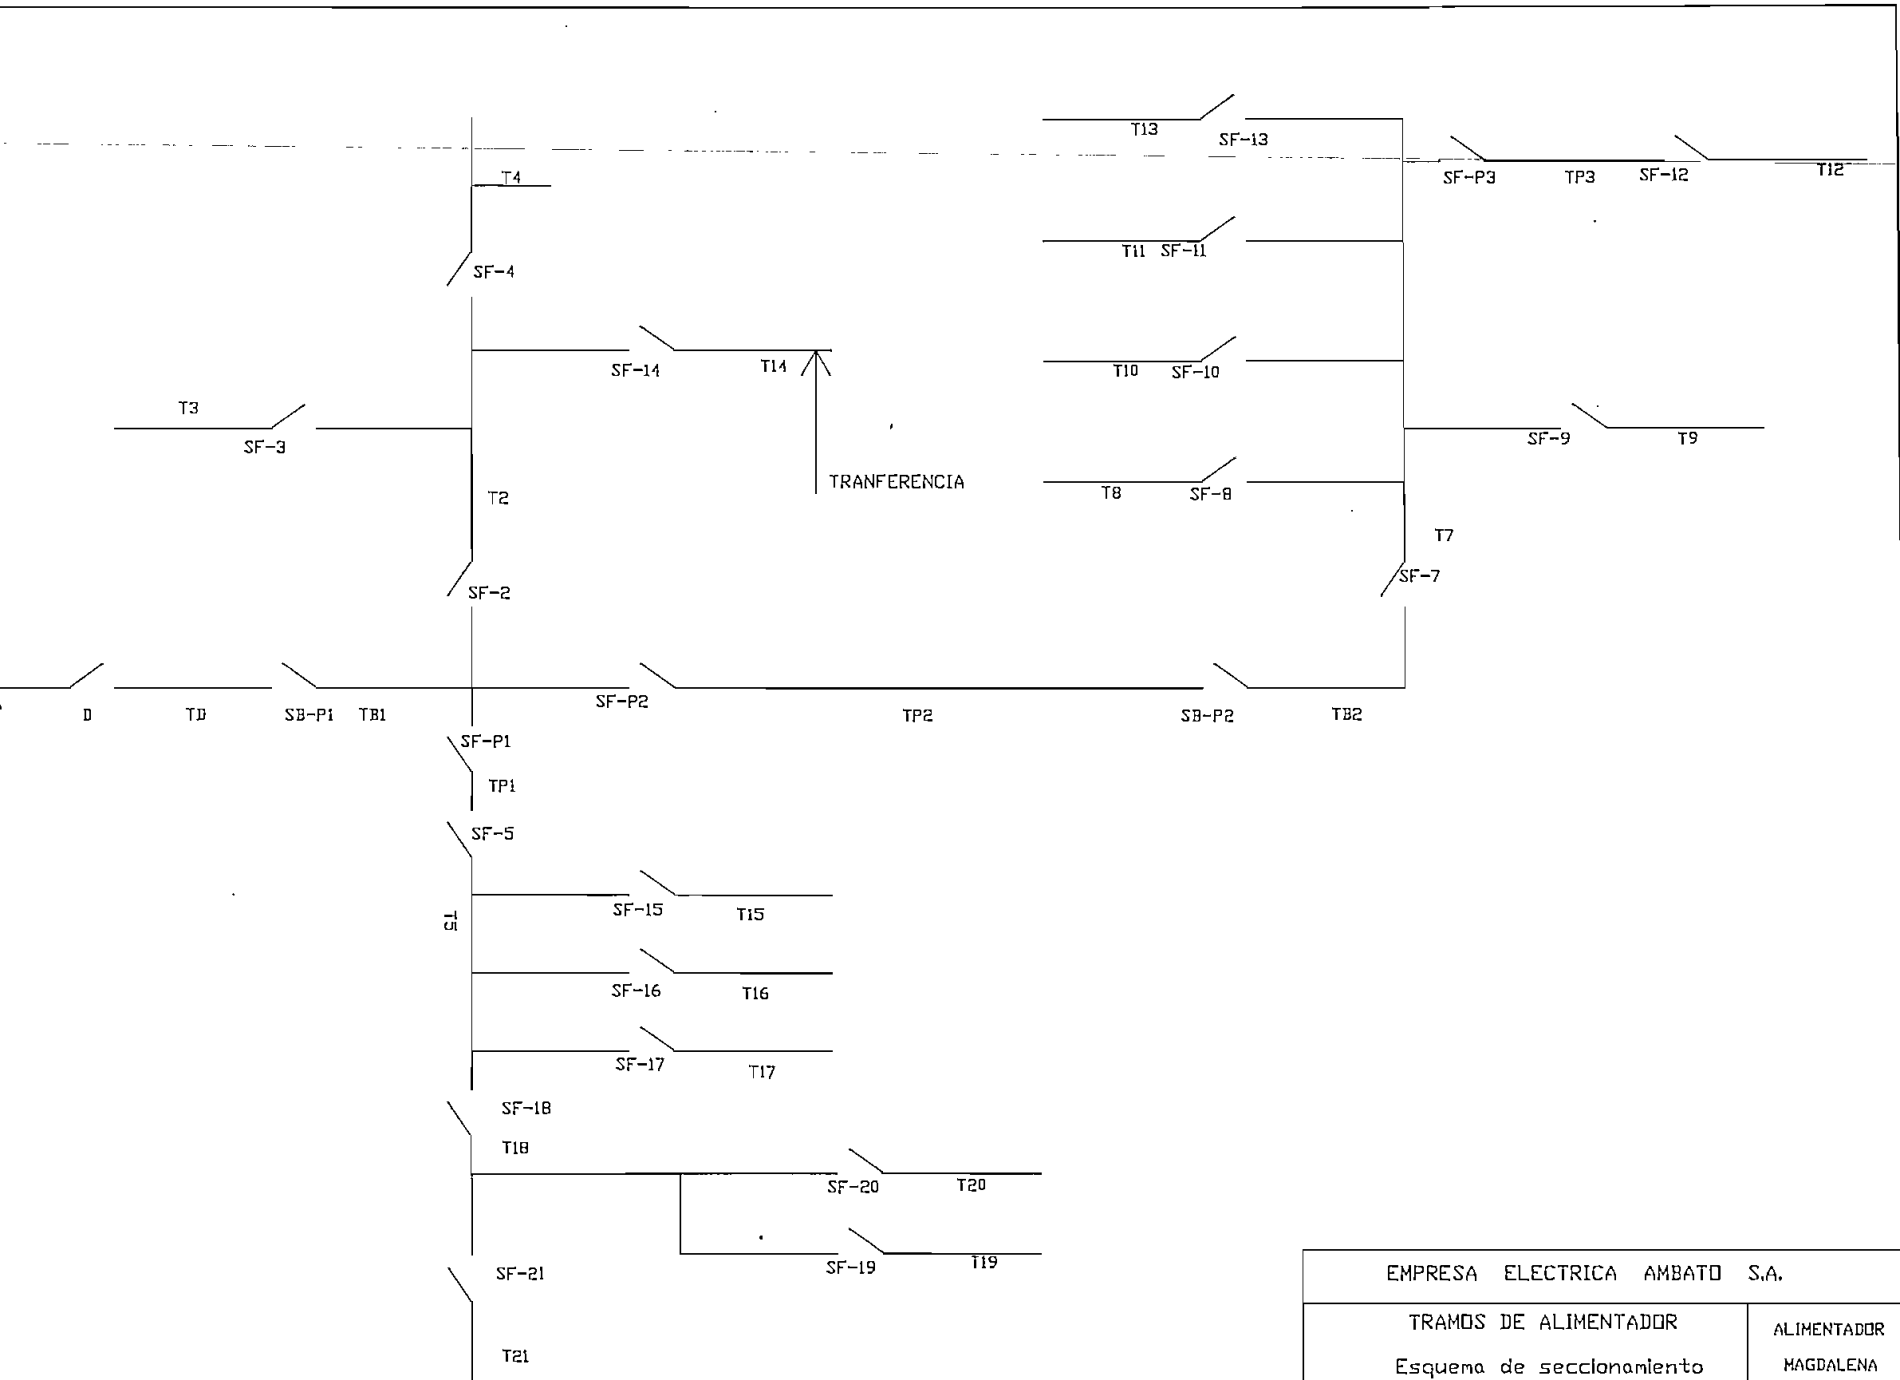 T13
SF-13
T4
SF-P3
TP3
SF-12
T12
T11
SF-11
SF-4
SF-14
T14
T10
SF-10
T3
SF-3
SF-9
T9
TRANFERENCIA
T2
T8
SF-8
T7
SF-2
SF-7
D
TD
SB-P1
TB1
SF-P2
TP2
SB-P2
TB2
SF-P1
TP1
SF-5
T5
SF-15
T15
SF-16
T16
SF-17
T17
SF-18
T18
SF-20
T20
SF-19
T19
SF-21
T21
EMPRESA ELECTRICA AMBATO S.A.
TRAMOS DE ALIMENTADOR
Esquema de seccionamiento
ALIMENTADOR
MAGDALENA